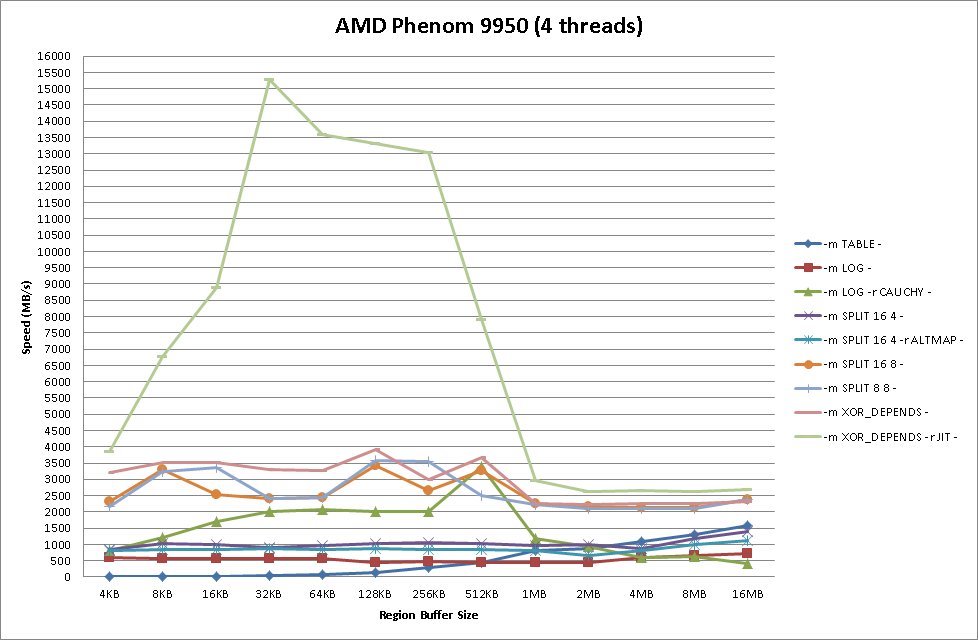 AMD Phenom 9950 (4 threads)
16000
15500
15000
14500
14000
13500
13000
12500
12000
11500
11000
10500
10000
9500
9000
8500
8000
7500
7000
6500
6000
5500
5000
4500
4000
3500
3000
2500
2000
1500
1000
500
0
Speed (MB/s)
4KB 8KB 16KB 32KB 64KB 128KB 256KB 512KB 1MB 2MB 4MB 8MB 16MB
Region Buffer Size
-m TABLE -
-m LOG -
-m LOG -r CAUCHY -
-m SPLIT 16 4 -
-m SPLIT 16 4 -r ALTMAP -
-m SPLIT 16 8 -
-m SPLIT 8 8 -
-m XOR_DEPENDS -
-m XOR_DEPENDS -r JIT -